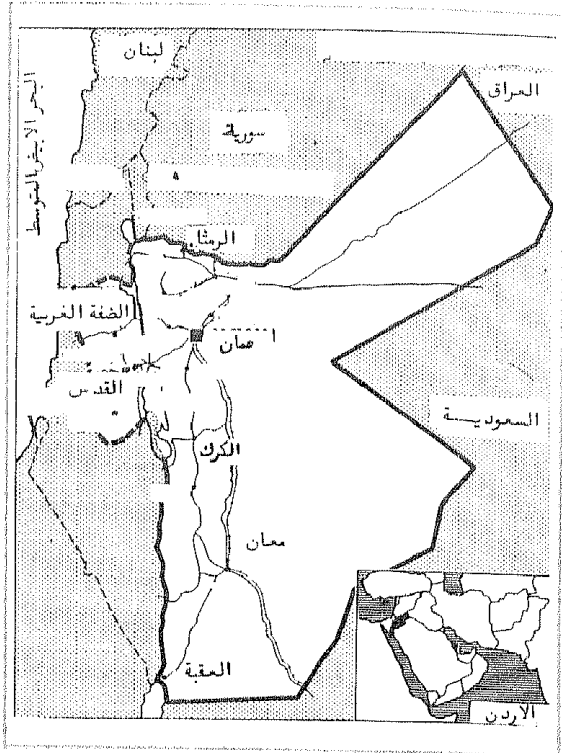 لبنان
العراق
سورية
البحر الابيض المتوسط
الرمثا
الضفة الغربية
عمان
القدس
السعودية
الكرك
معان
العقبة
الاردن